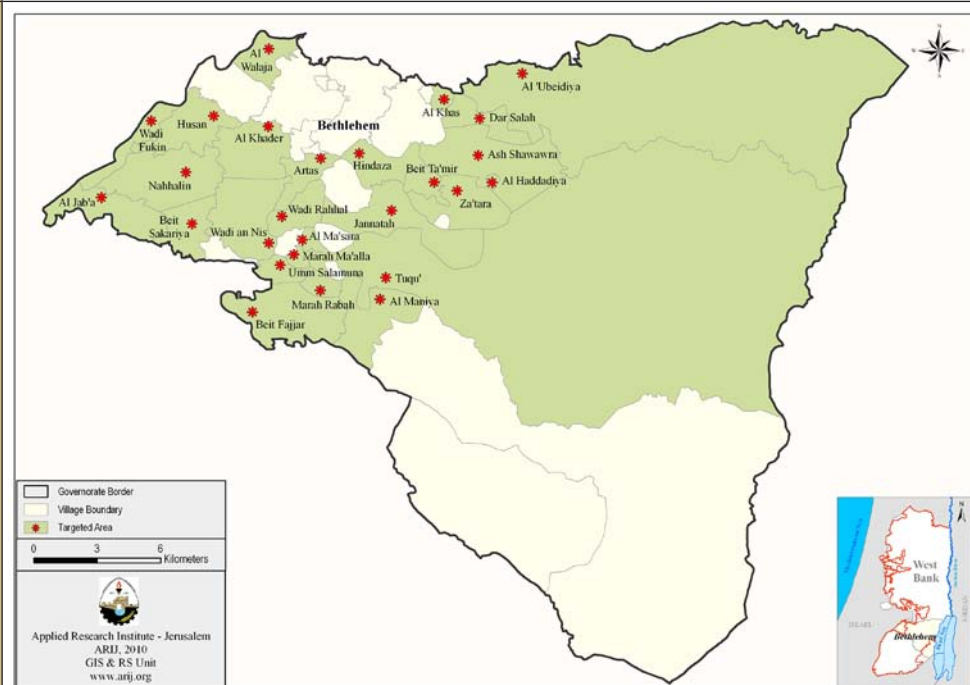 N
Al
Walaja
Al 'Ubeidiya
Al Khas
Dar Salah
Bethlehem
Husan
Wadi
Fukin
Al Khader
Artas
Hindaza
Ash Shawawra
Beit Ta'mir
Al Haddadiya
Za'tara
Nahhalin
Al Jab'a
Wadi Rahhal
Jannatah
Beit
Sakariya
Wadi an Nis
Al Ma'sara
Marah Ma'alla
Umm Salamuna
Tuqu'
Marah Rabah
Al Maniya
Beit Fajjar
Governorate Border
Village Boundary
Targeted Area
0 3 6
Kilometers
Applied Research Institute - Jerusalem
ARIJ, 2010
GIS & RS Unit
www.arij.org
N
West
Bank
ISRAEL
JORDAN
Bethlehem